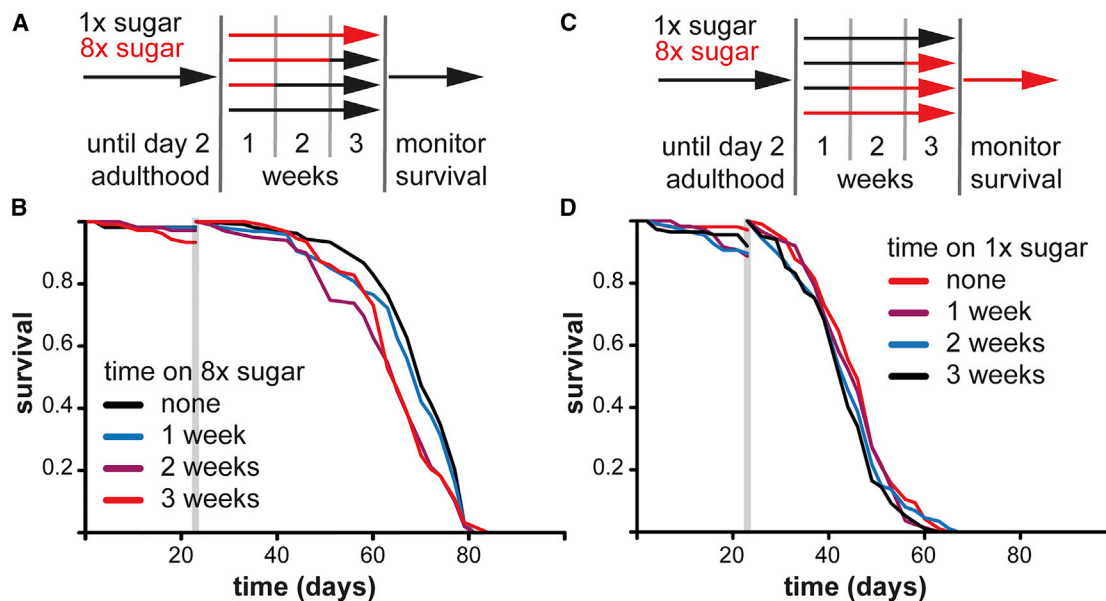 A
1x sugar
8x sugar
until day 2
adulthood
1 2 3
weeks
monitor
survival
B
survival
0.8
0.6
0.4
0.2
time on 8x sugar
none
1 week
2 weeks
3 weeks
20 40 60 80
time (days)
C
1x sugar
8x sugar
until day 2
adulthood
1 2 3
weeks
monitor
survival
D
survival
0.8
0.6
0.4
0.2
time on 1x sugar
none
1 week
2 weeks
3 weeks
20 40 60 80
time (days)